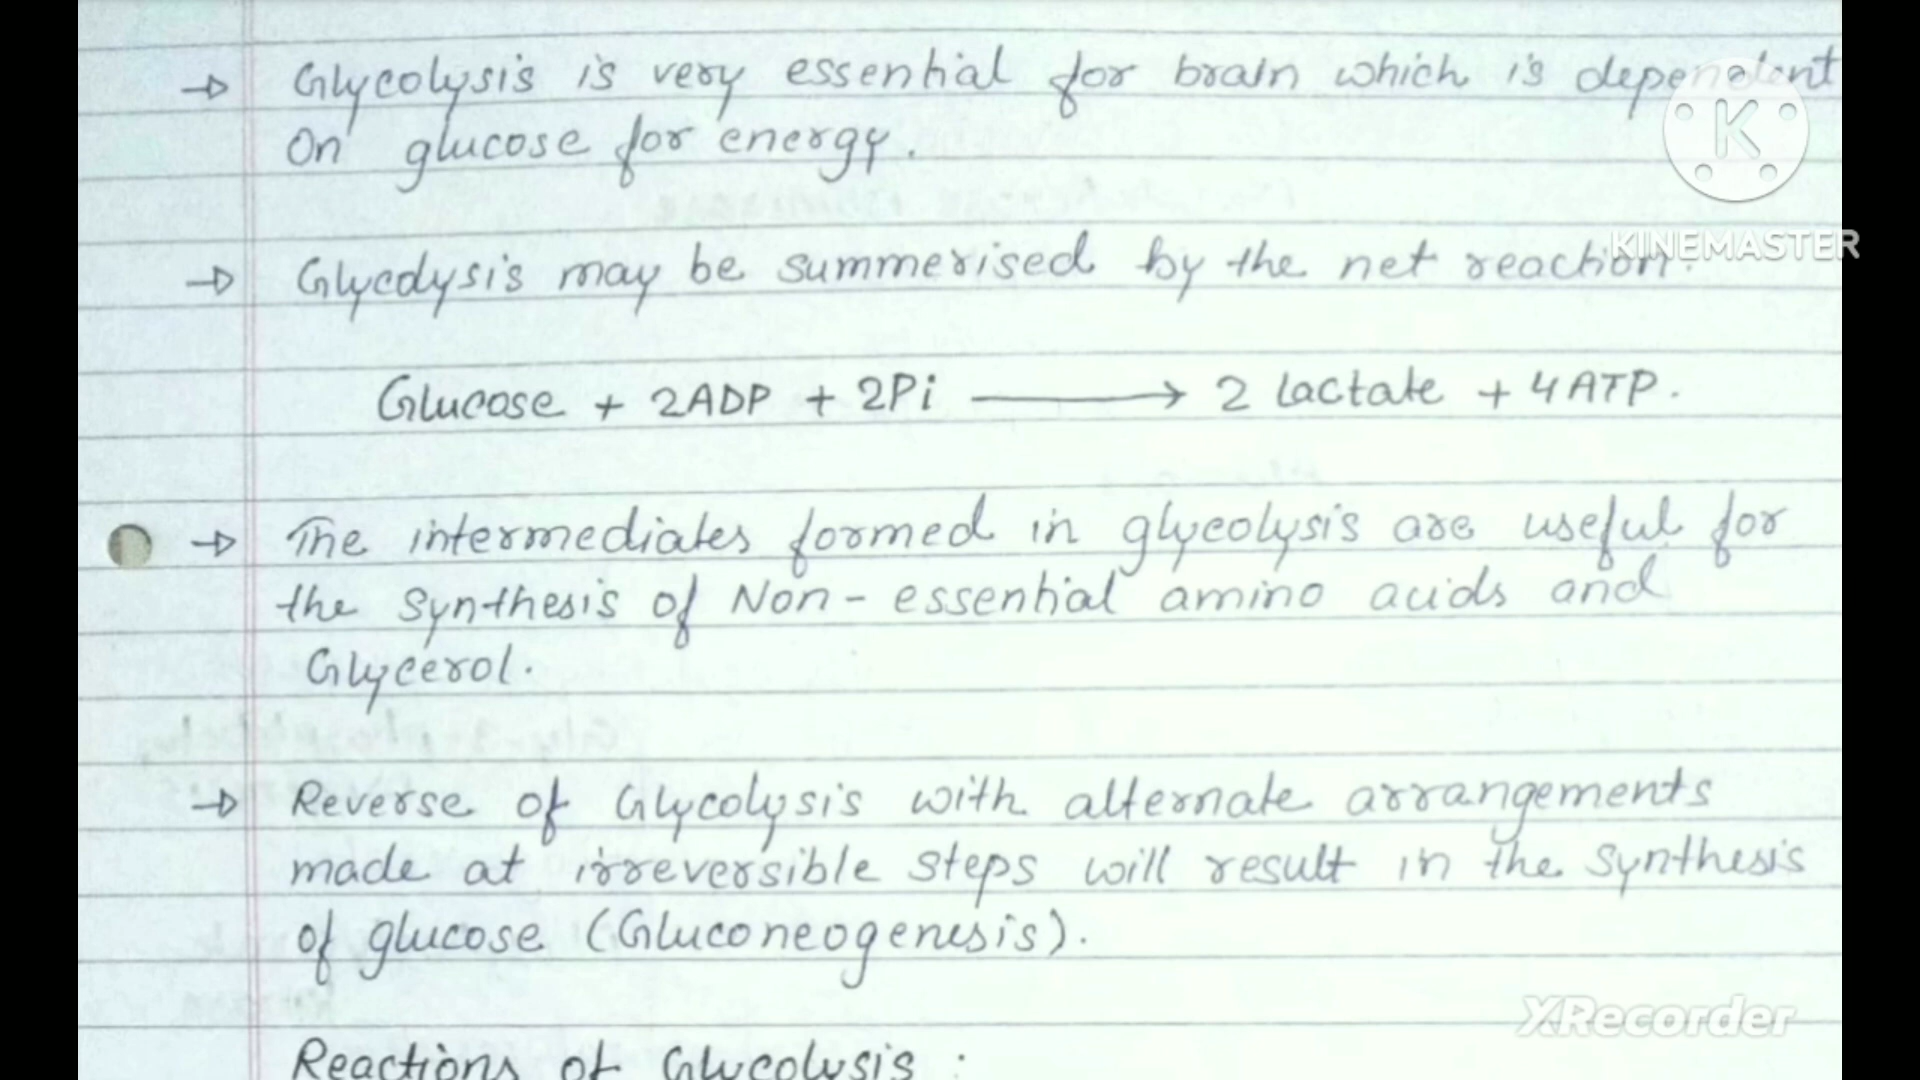 → Glycolysis is very essential for brain which is dependent
On glucose for energy.
K
KINEMASTER
→ Glycolysis may be summerised by the net reaction.
Glucose + 2ADP + 2Pi ⟶ 2 lactate + 4ATP.
→ The intermediates formed in glycolysis are useful for
the synthesis of Non-essential amino acids and
Glycerol.
→ Reverse of Glycolysis with alternate arrangements
made at irreversible steps will result in the synthesis
of glucose (Gluconeogenesis).
XRecorder
Reactions of Glycolysis :